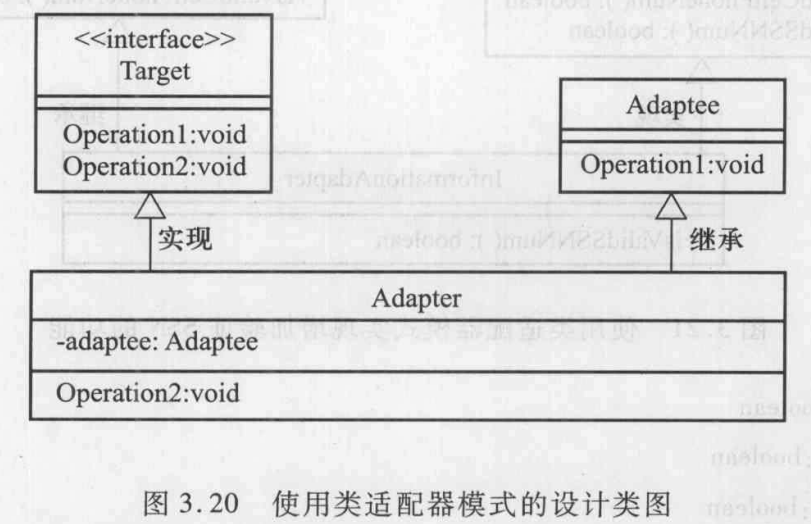 <<interface>>
Target
Operation1:void
Operation2:void
Adaptee
Operation1:void
实现
继承
Adapter
-adaptee: Adaptee
Operation2:void
图 3.20 使用类适配器模式的设计类图